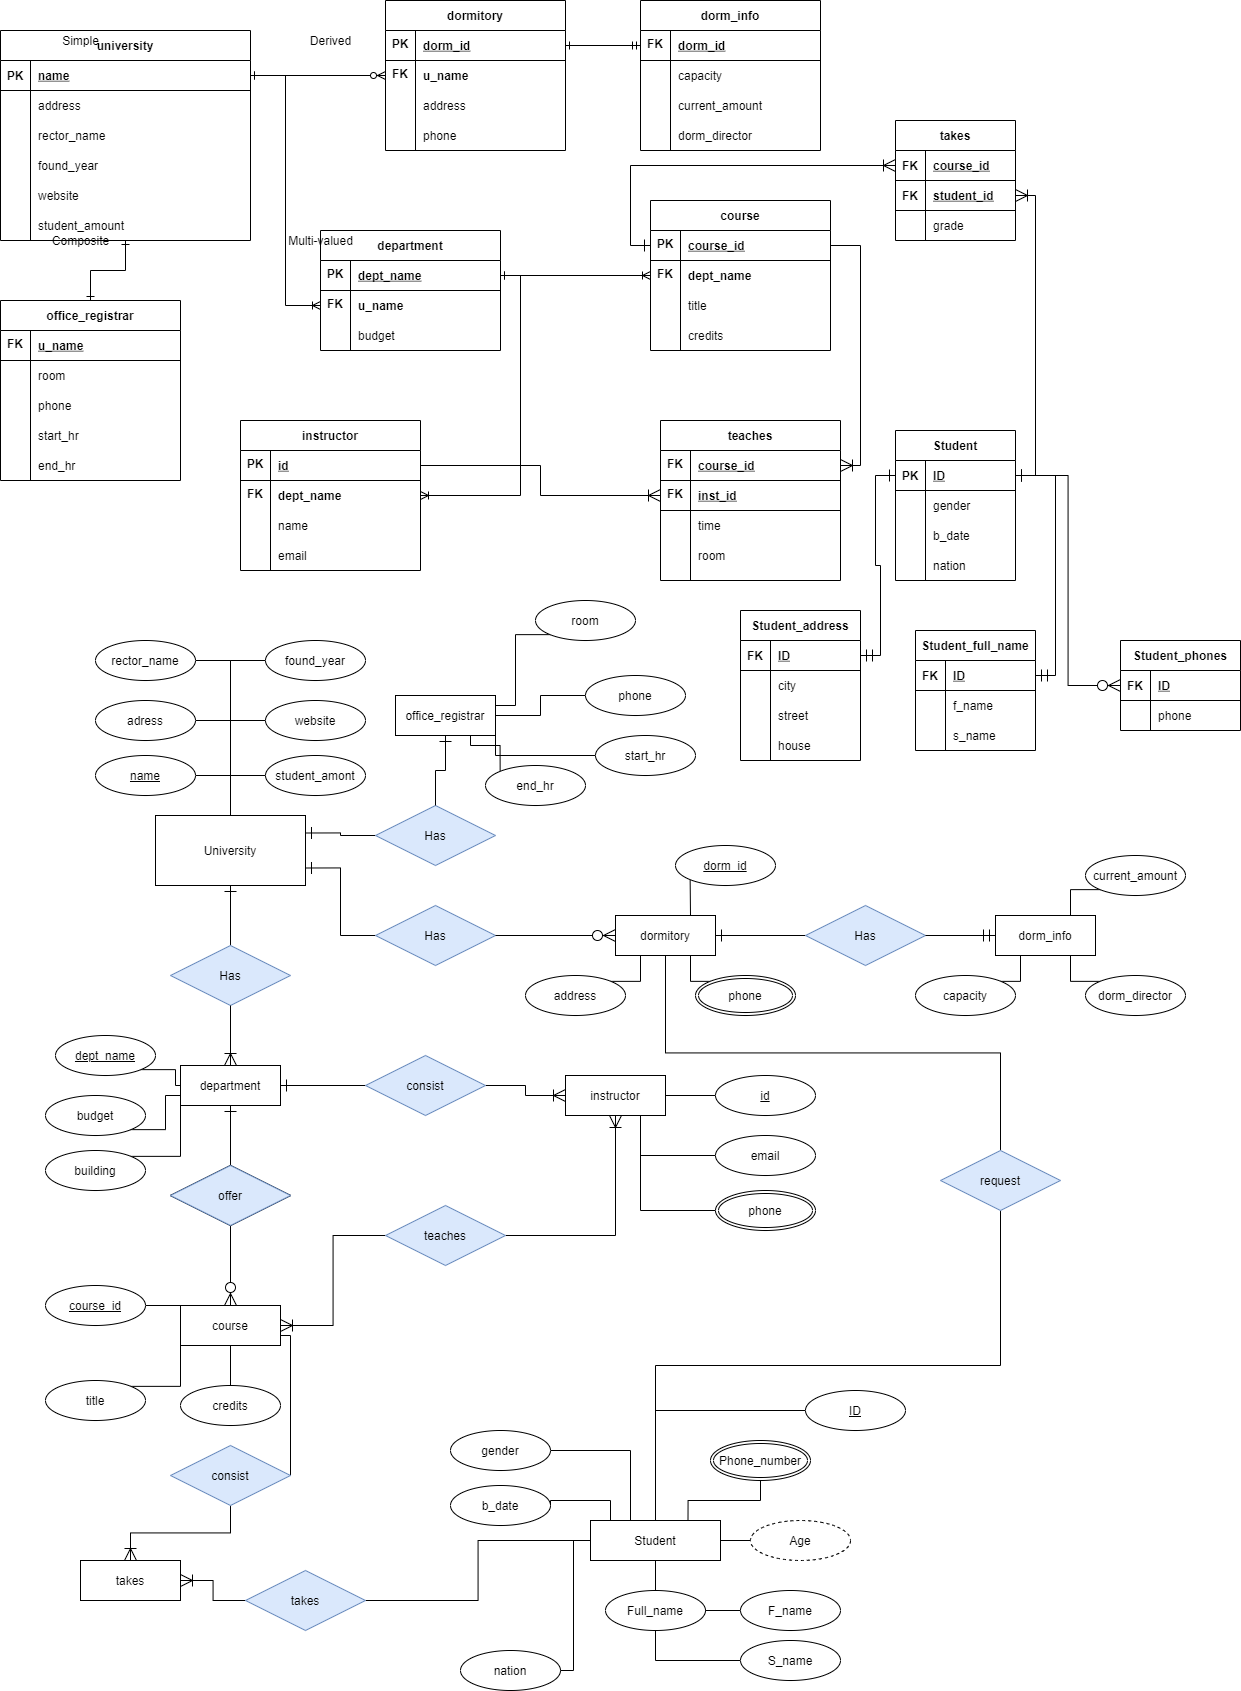 dormitory
PK dorm_id
FK u_name
address
phone
dorm_info
FK dorm_id
capacity
current_amount
dorm_director
Simple
Derived
university
PK name
address
rector_name
found_year
website
student_amount
Composite
Multi-valued
takes
FK course_id
FK student_id
grade
course
PK course_id
FK dept_name
title
credits
department
PK dept_name
FK u_name
budget
office_registrar
FK u_name
room
phone
start_hr
end_hr
instructor
PK id
FK dept_name
name
email
teaches
FK course_id
FK inst_id
time
room
Student
PK ID
gender
b_date
nation
Student_address
FK ID
city
street
house
Student_full_name
FK ID
f_name
s_name
Student_phones
FK ID
phone
rector_name
found_year
adress
website
name
student_amont
room
office_registrar
phone
start_hr
end_hr
University
Has
dorm_id
current_amount
Has
dormitory
Has
dorm_info
address
phone
capacity
dorm_director
Has
dept_name
department
consist
instructor
id
budget
building
email
phone
request
offer
teaches
course_id
course
title
credits
ID
gender
Phone_number
consist
b_date
Student
Age
takes
takes
Full_name
F_name
S_name
nation